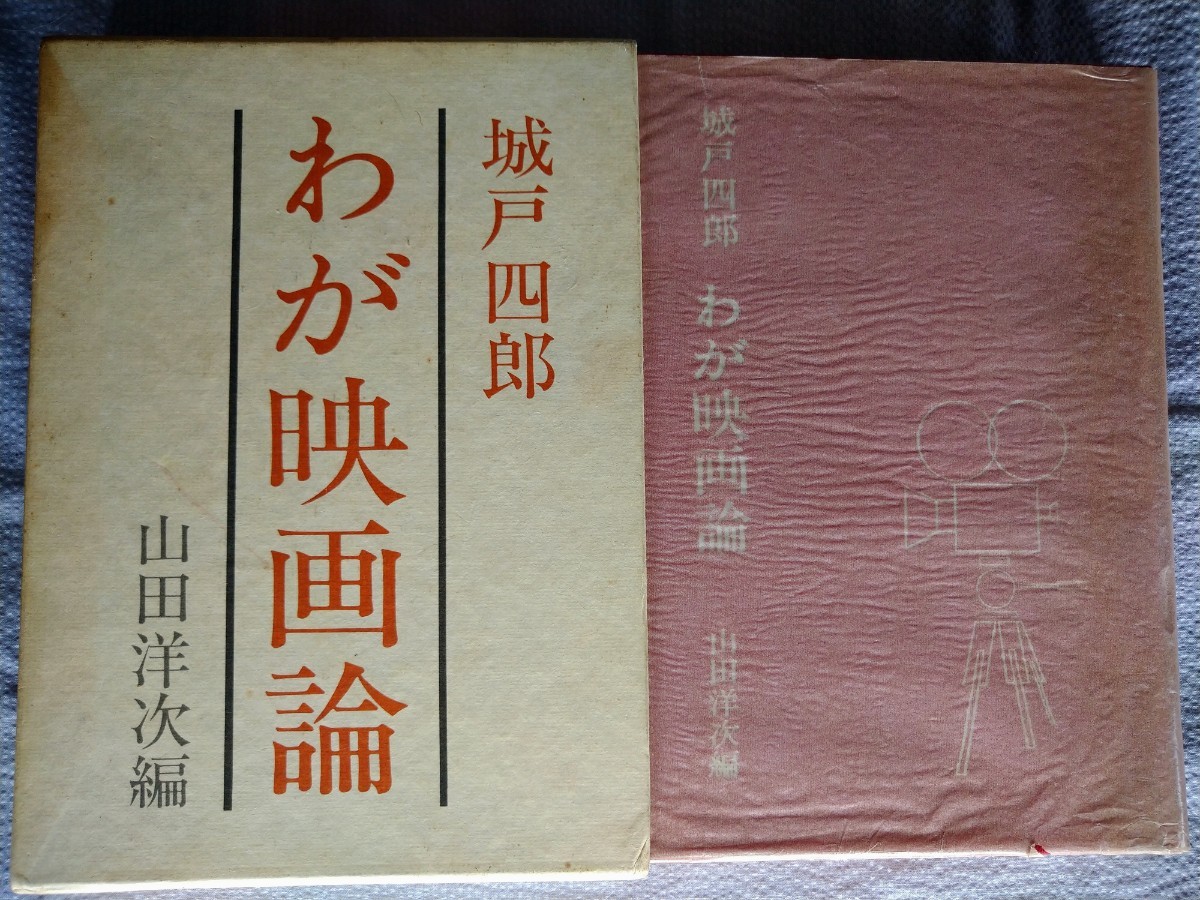 城戸四郎
わが映画論
山田洋次編
城戸四郎 わが映画論 山田洋次編